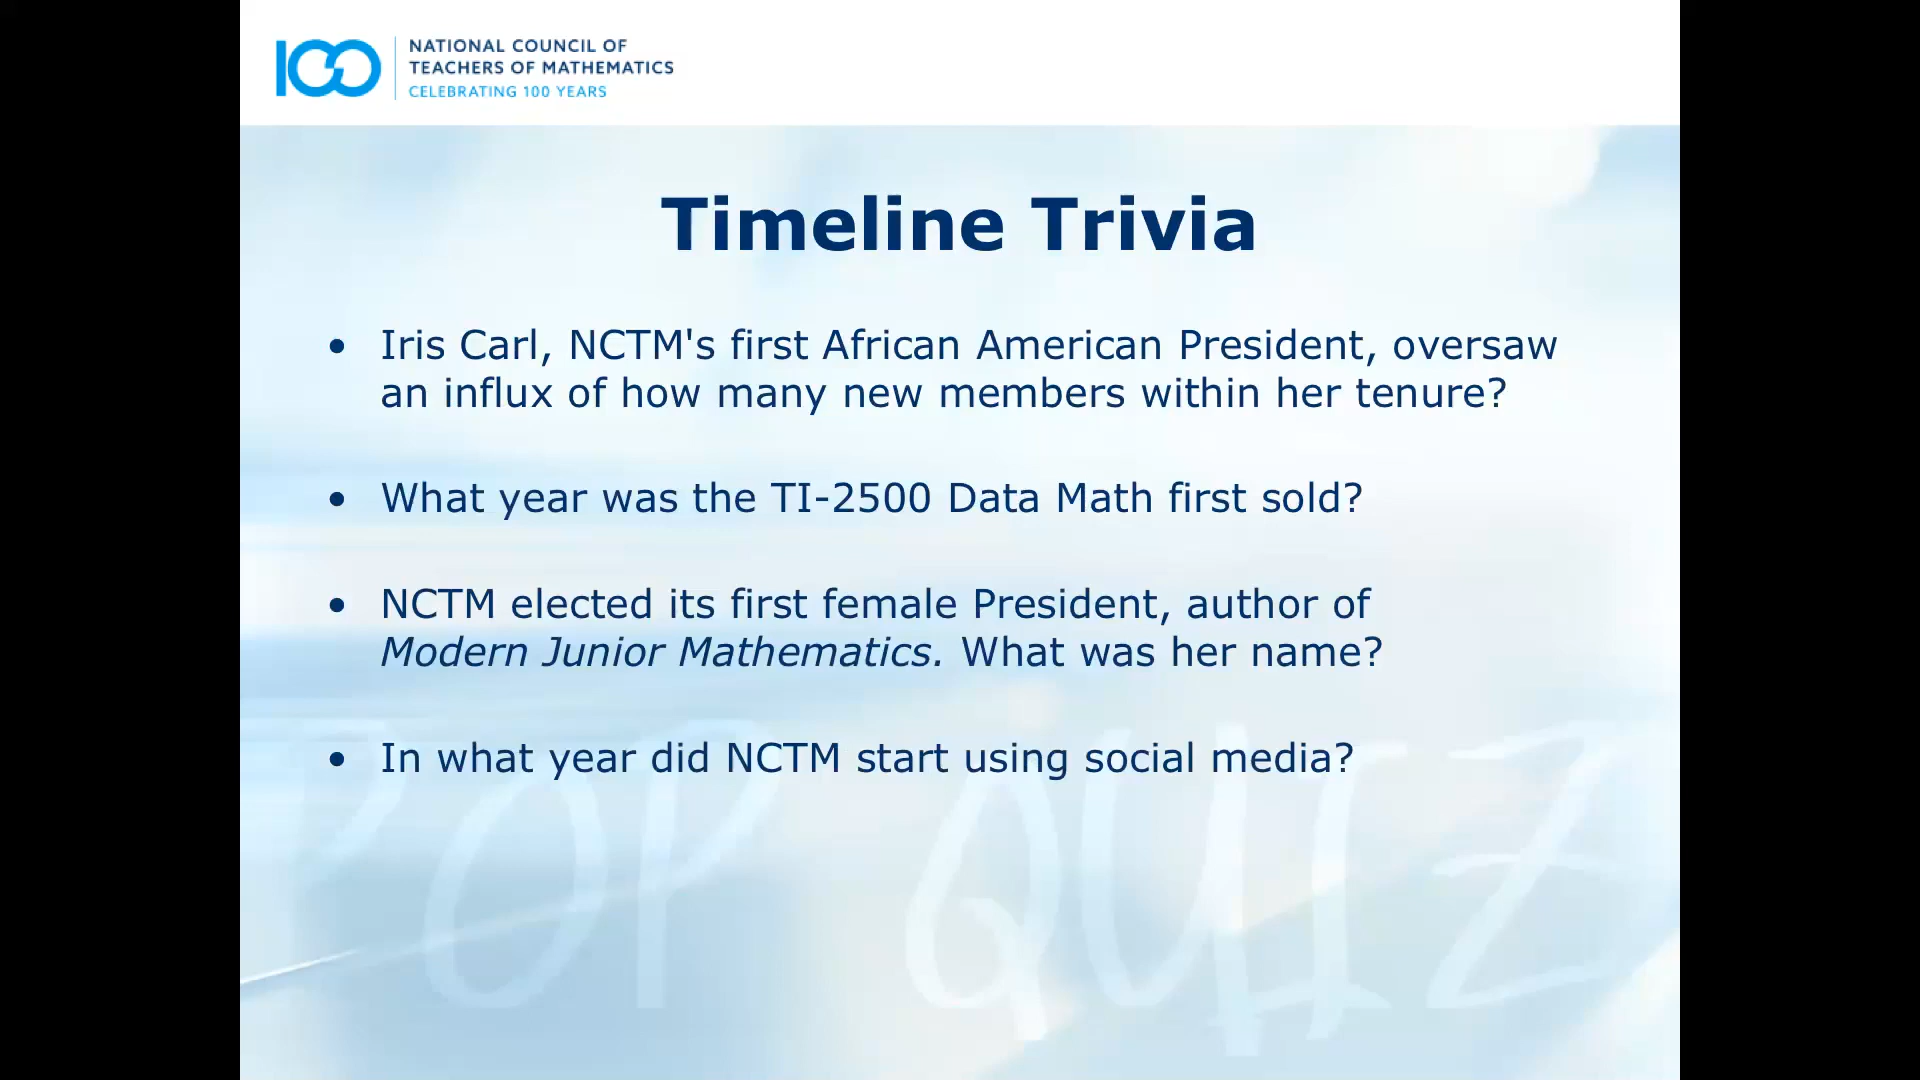 NATIONAL COUNCIL OF
TEACHERS OF MATHEMATICS
CELEBRATING 100 YEARS
100
Timeline Trivia
• Iris Carl, NCTM's first African American President, oversaw
an influx of how many new members within her tenure?
• What year was the TI-2500 Data Math first sold?
• NCTM elected its first female President, author of
Modern Junior Mathematics. What was her name?
• In what year did NCTM start using social media?
POP QUIZ